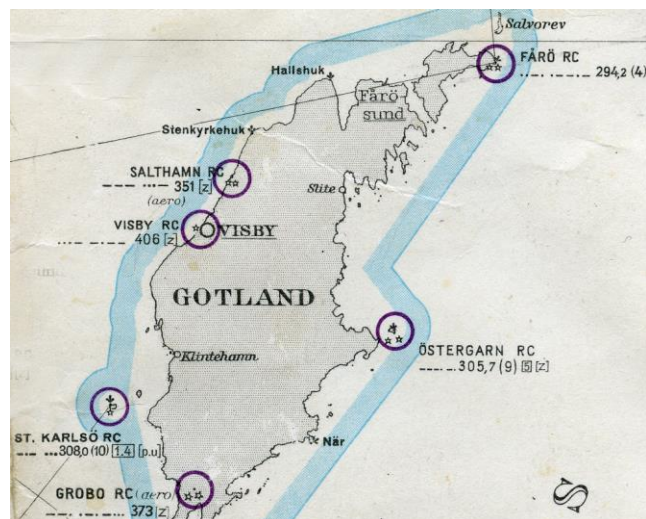 Salvorev
FÅRÖ RC
294,2 (4)
Hallshuk
Fårö
sund
Stenkyrkehuk
SALTHAMN RC
351 [z]
(aero)
Slite
VISBY RC
406 [z]
VISBY
GOTLAND
ÖSTERGARN RC
305,7 (9) [5] [z]
Klintehamn
ST. KARLSÖ RC
308,0 (10) [1.4] [p.u]
När
GROBO RC (aero)
373 [z]
S